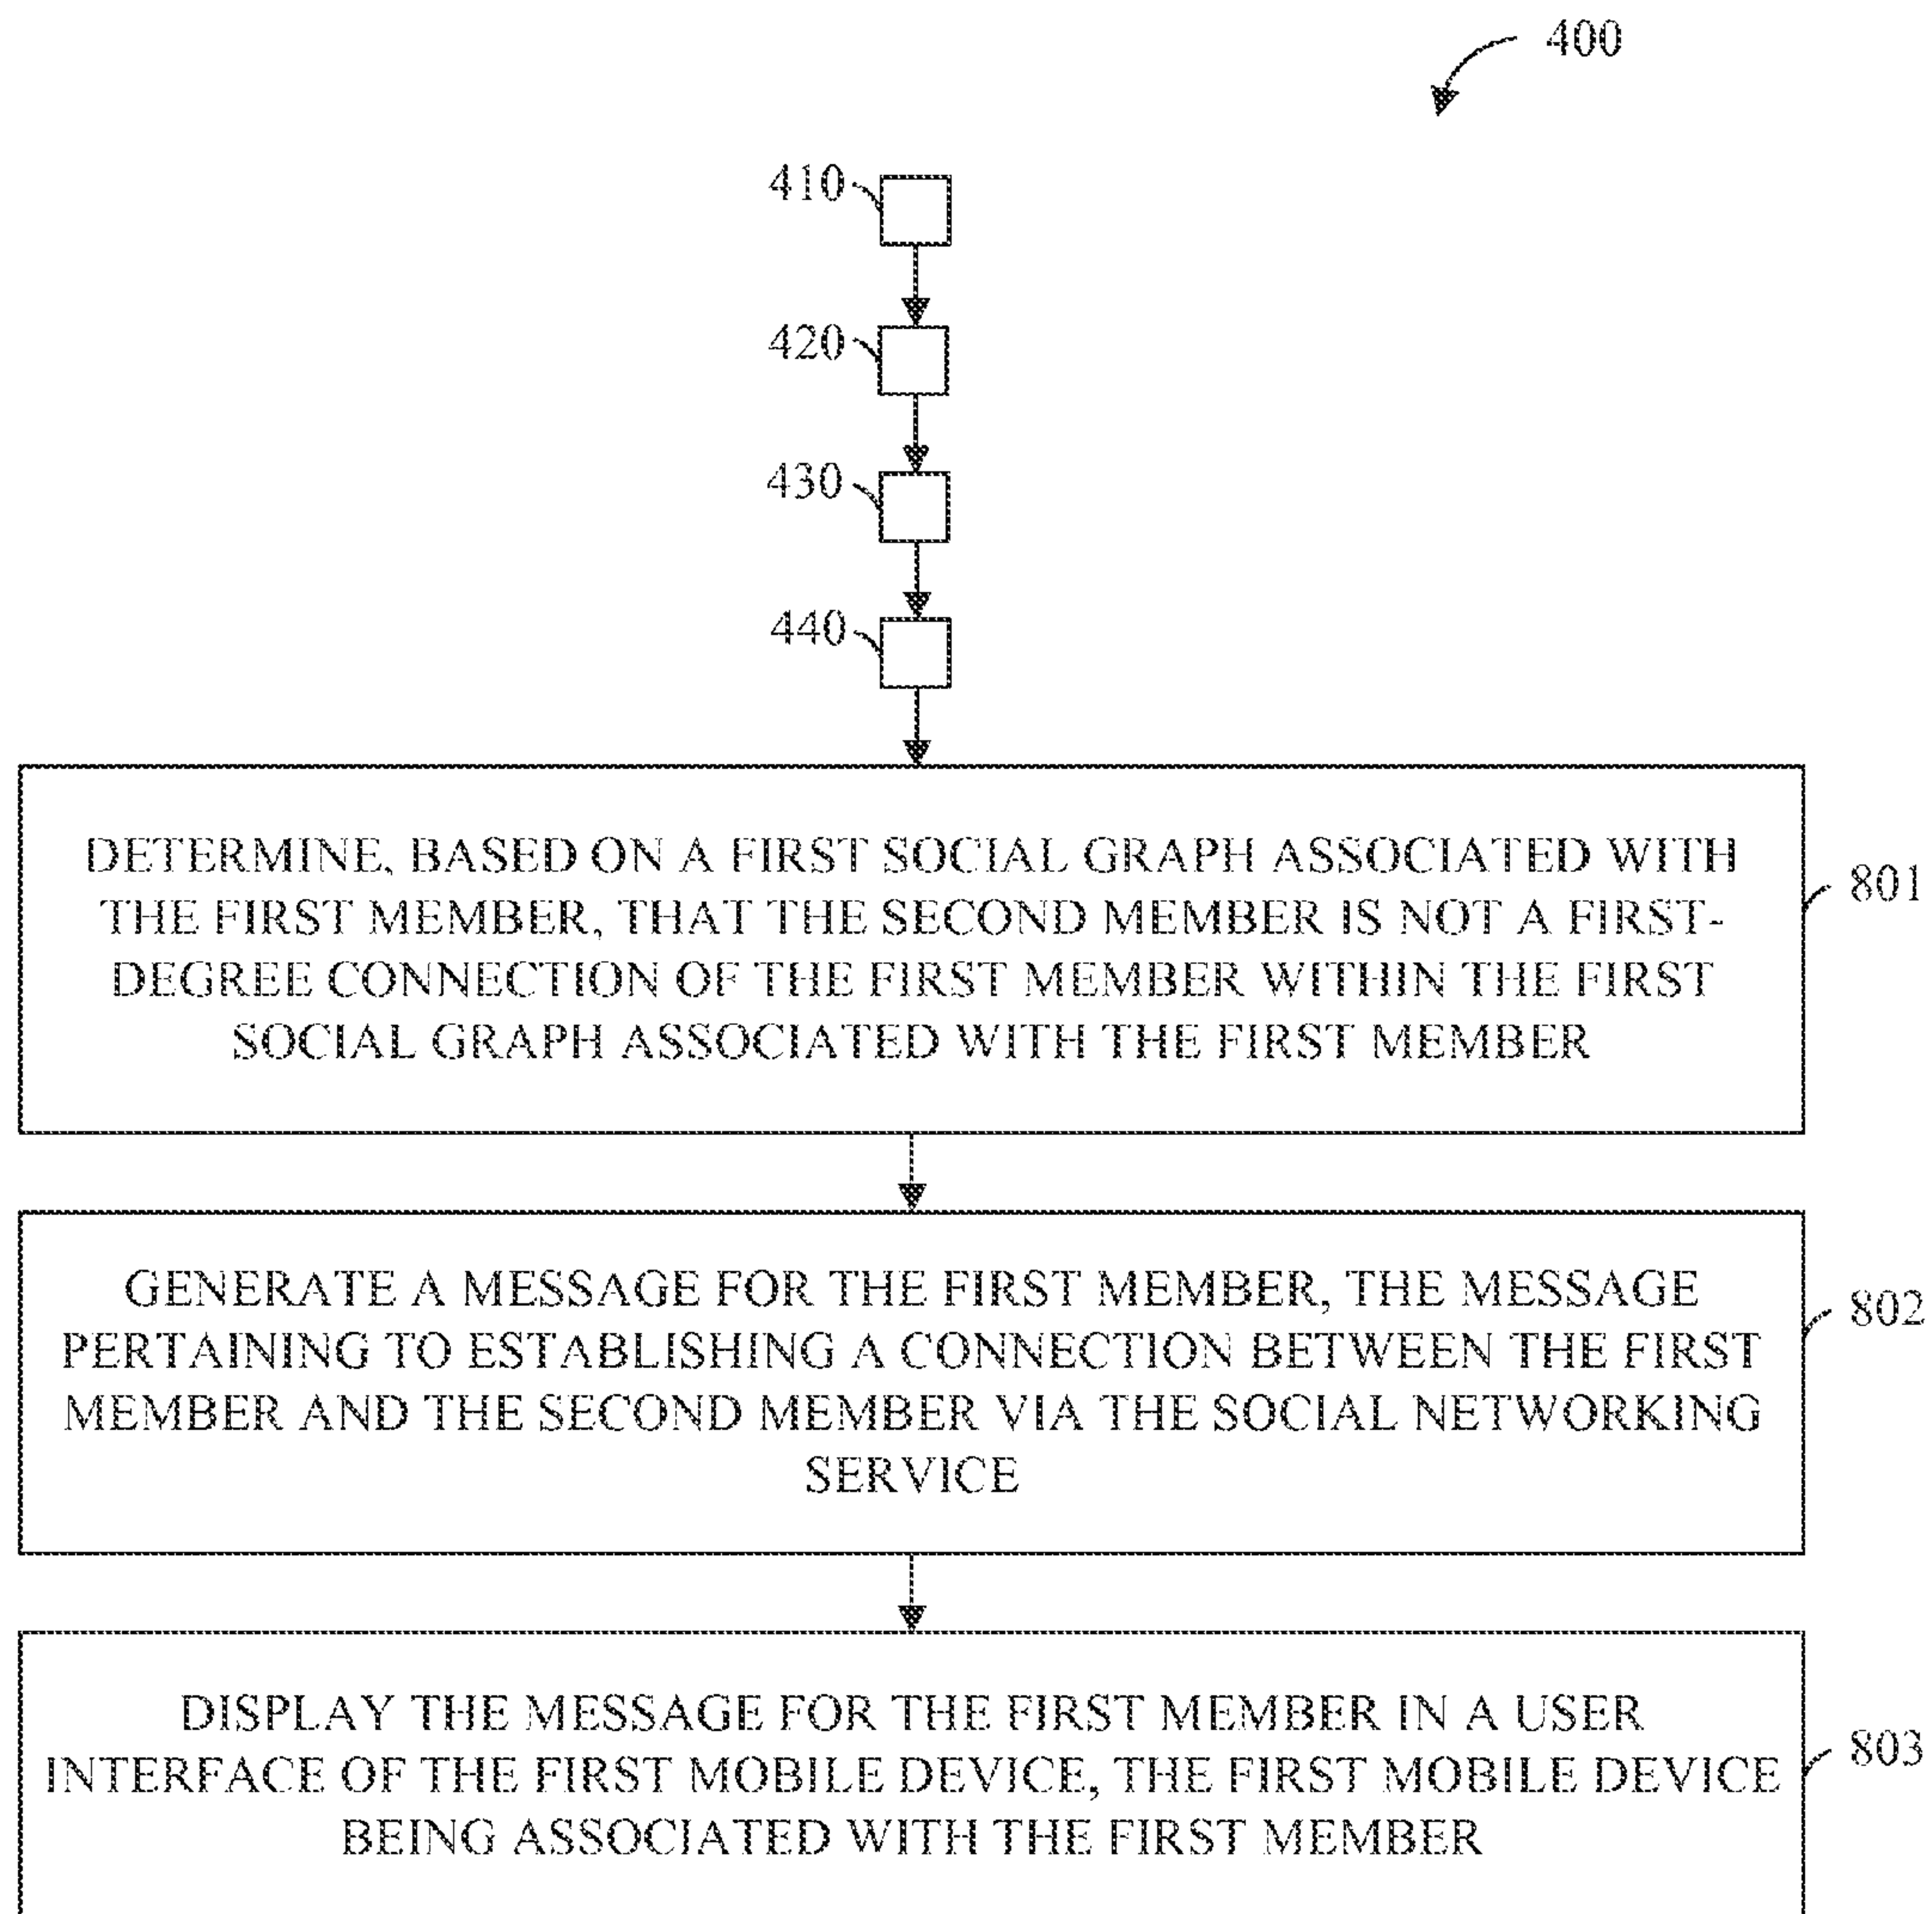 400
410
420
430
440
DETERMINE, BASED ON A FIRST SOCIAL GRAPH ASSOCIATED WITH
THE FIRST MEMBER, THAT THE SECOND MEMBER IS NOT A FIRST-
DEGREE CONNECTION OF THE FIRST MEMBER WITHIN THE FIRST
SOCIAL GRAPH ASSOCIATED WITH THE FIRST MEMBER
801
GENERATE A MESSAGE FOR THE FIRST MEMBER, THE MESSAGE
PERTAINING TO ESTABLISHING A CONNECTION BETWEEN THE FIRST
MEMBER AND THE SECOND MEMBER VIA THE SOCIAL NETWORKING
SERVICE
802
DISPLAY THE MESSAGE FOR THE FIRST MEMBER IN A USER
INTERFACE OF THE FIRST MOBILE DEVICE, THE FIRST MOBILE DEVICE
BEING ASSOCIATED WITH THE FIRST MEMBER
803